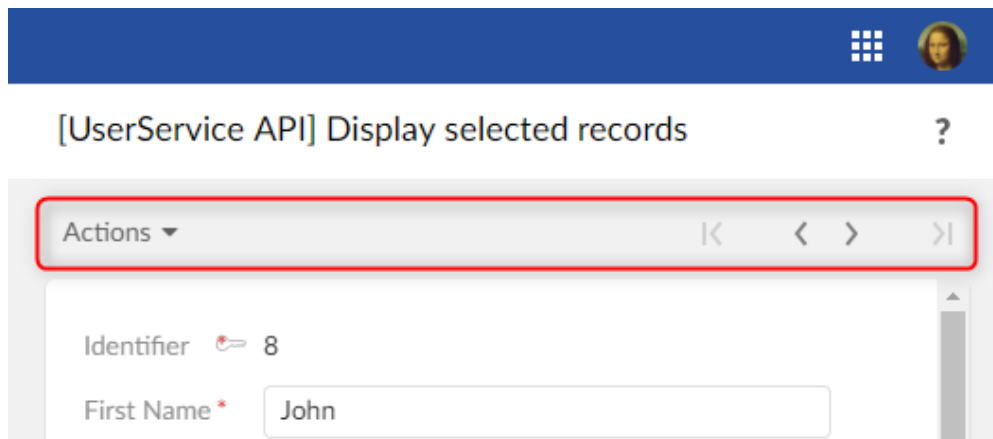 [UserService API] Display selected records
?
Actions
Identifier 8
First Name * John